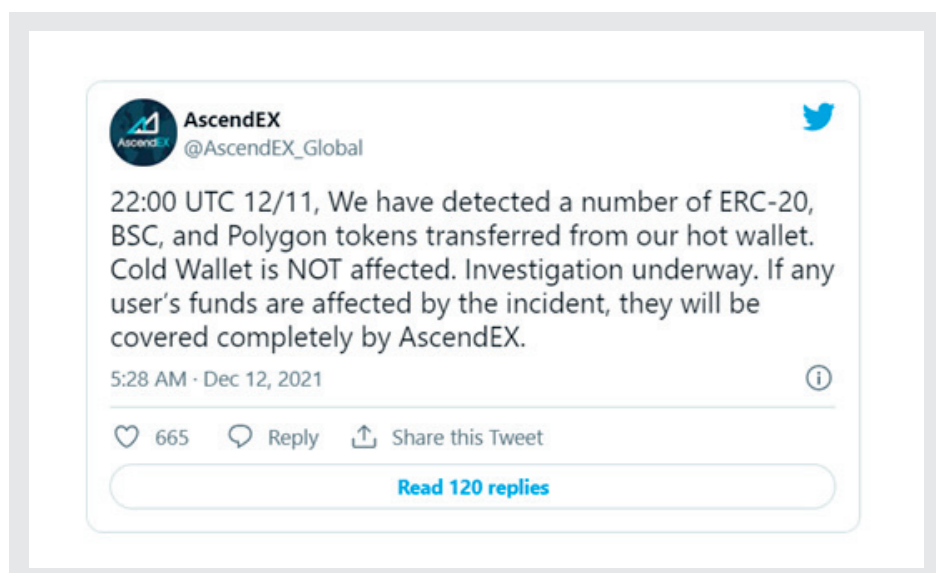 AscendEX
AscendEX
@AscendEX_Global
22:00 UTC 12/11, We have detected a number of ERC-20,
BSC, and Polygon tokens transferred from our hot wallet.
Cold Wallet is NOT affected. Investigation underway. If any
user's funds are affected by the incident, they will be
covered completely by AscendEX.
5:28 AM · Dec 12, 2021
665 Reply Share this Tweet
Read 120 replies